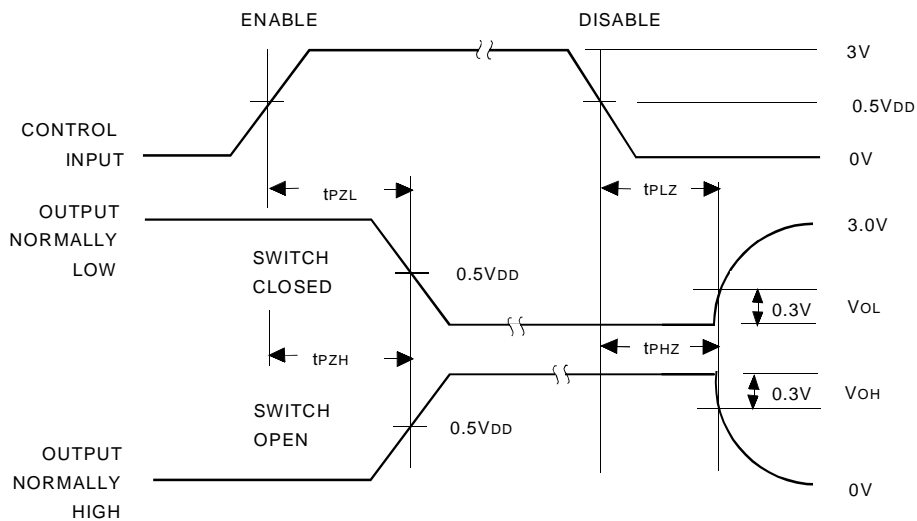 ENABLE
DISABLE
3V
0.5VDD
0V
CONTROL
INPUT
tPZL
tPLZ
OUTPUT
NORMALLY
LOW
3.0V
SWITCH
CLOSED
0.5VDD
0.3V
VOL
tPZH
tPHZ
0.3V
VOH
SWITCH
OPEN
0.5VDD
OUTPUT
NORMALLY
HIGH
0V